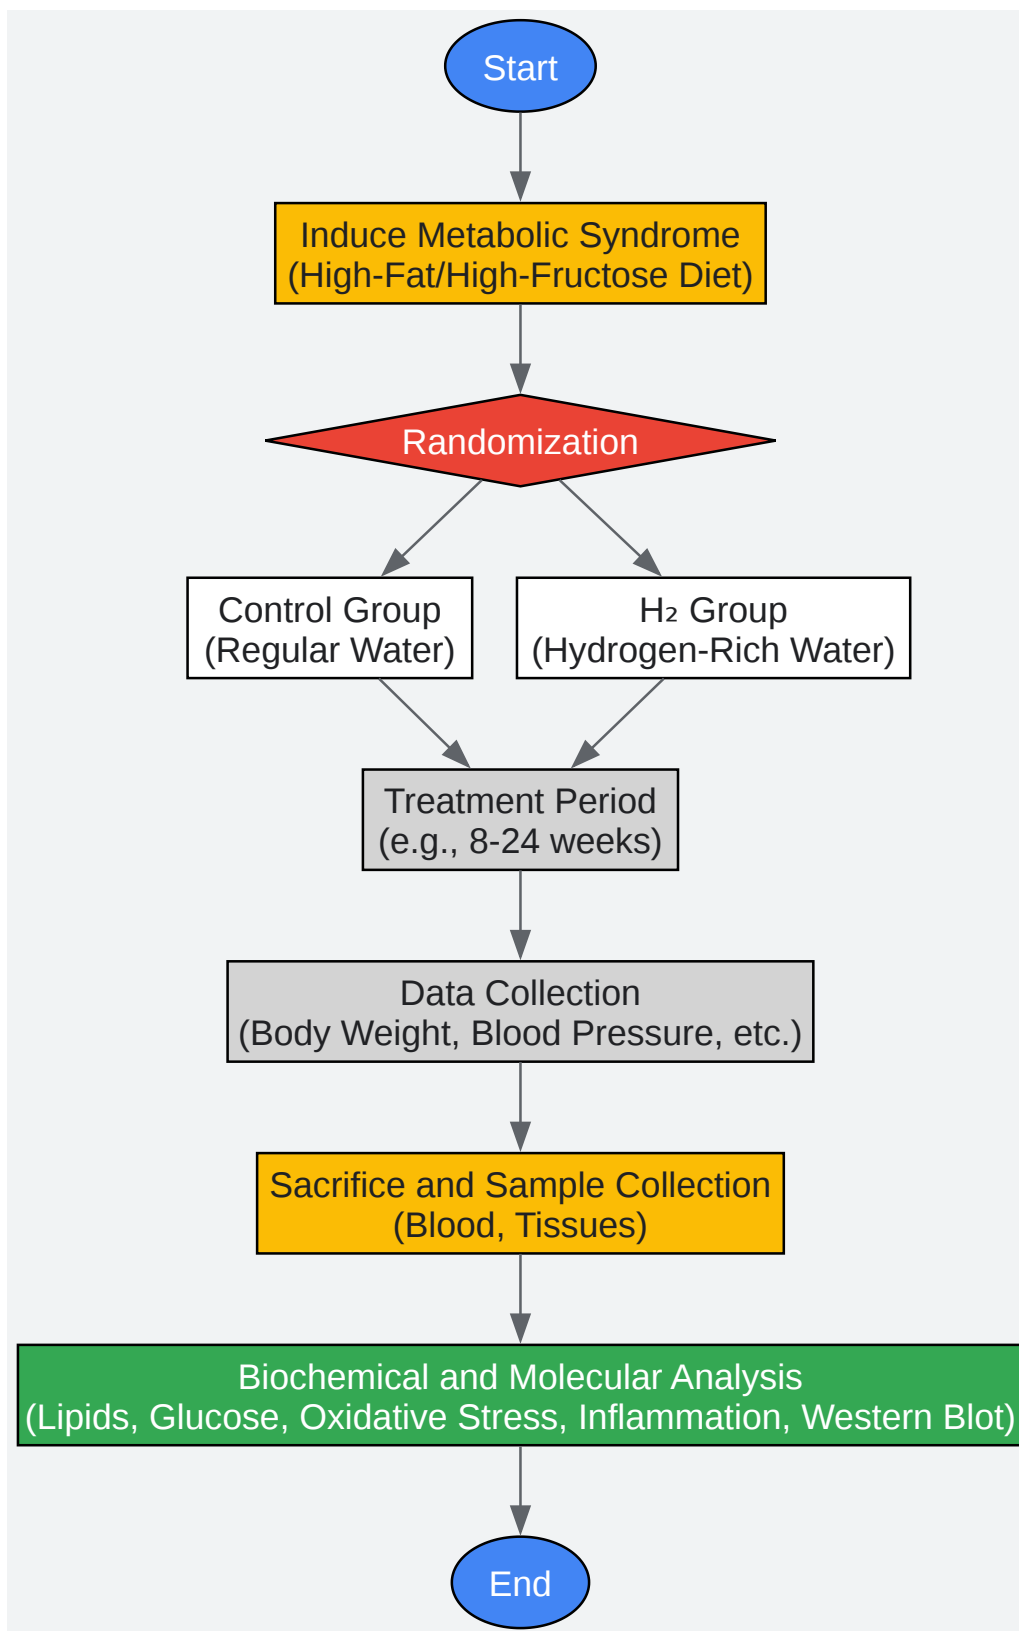 Start
Induce Metabolic Syndrome
(High-Fat/High-Fructose Diet)
Randomization
Control Group
(Regular Water)
H₂ Group
(Hydrogen-Rich Water)
Treatment Period
(e.g., 8-24 weeks)
Data Collection
(Body Weight, Blood Pressure, etc.)
Sacrifice and Sample Collection
(Blood, Tissues)
Biochemical and Molecular Analysis
(Lipids, Glucose, Oxidative Stress, Inflammation, Western Blot)
End